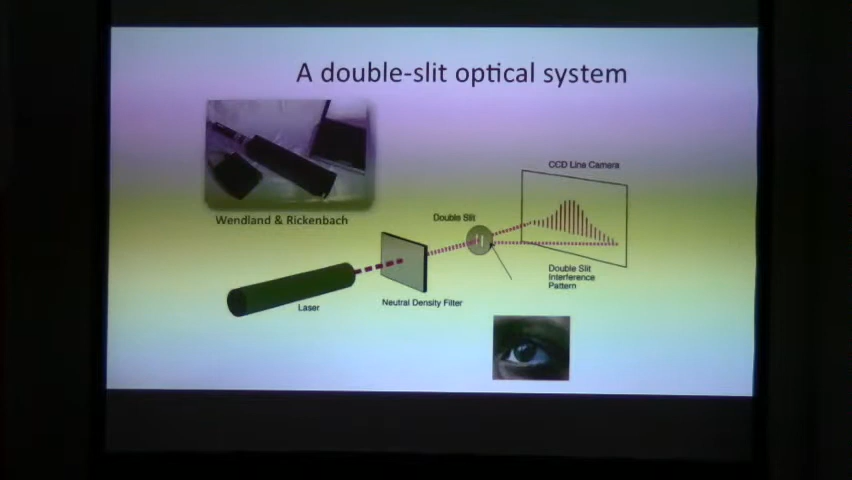 A double-slit optical system
CCD Line Camera
Wendland & Rickenbach
Double Slit
Double Slit
Interference
Pattern
Laser
Neutral Density Filter